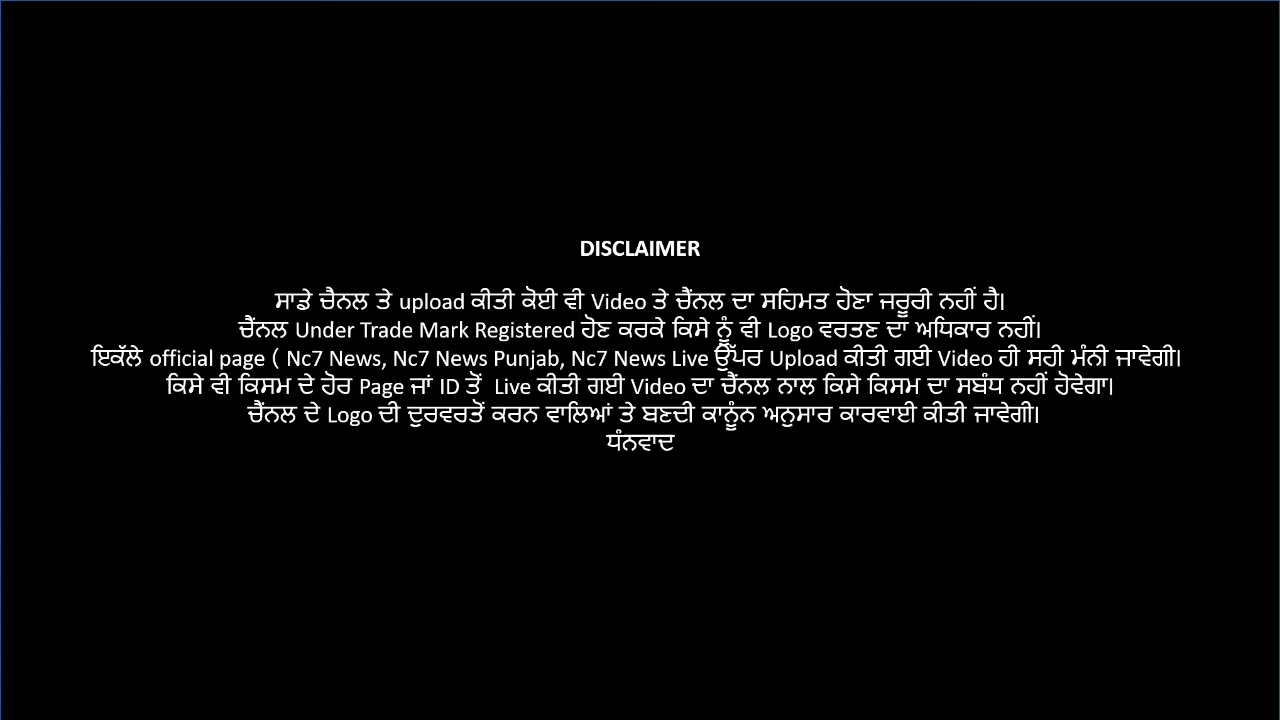 DISCLAIMER
ਸਾਡੇ ਚੈਨਲ ਤੇ upload ਕੀਤੀ ਕੋਈ ਵੀ Video ਤੇ ਚੈਂਨਲ ਦਾ ਸਹਿਮਤ ਹੋਣਾ ਜਰੂਰੀ ਨਹੀਂ ਹੈ।
ਚੈਂਨਲ Under Trade Mark Registered ਹੋਣ ਕਰਕੇ ਕਿਸੇ ਨੂੰ ਵੀ Logo ਵਰਤਣ ਦਾ ਅਧਿਕਾਰ ਨਹੀਂ।
ਇਕੱਲੇ official page ( Nc7 News, Nc7 News Punjab, Nc7 News Live ਉੱਪਰ Upload ਕੀਤੀ ਗਈ Video ਹੀ ਸਹੀ ਮੰਨੀ ਜਾਵੇਗੀ।
ਕਿਸੇ ਵੀ ਕਿਸਮ ਦੇ ਹੋਰ Page ਜਾਂ ID ਤੋਂ  Live ਕੀਤੀ ਗਈ Video ਦਾ ਚੈਂਨਲ ਨਾਲ ਕਿਸੇ ਕਿਸਮ ਦਾ ਸਬੰਧ ਨਹੀਂ ਹੋਵੇਗਾ।
ਚੈਂਨਲ ਦੇ Logo ਦੀ ਦੁਰਵਰਤੋਂ ਕਰਨ ਵਾਲਿਆਂ ਤੇ ਬਣਦੀ ਕਾਨੂੰਨ ਅਨੁਸਾਰ ਕਾਰਵਾਈ ਕੀਤੀ ਜਾਵੇਗੀ।
ਧੰਨਵਾਦ